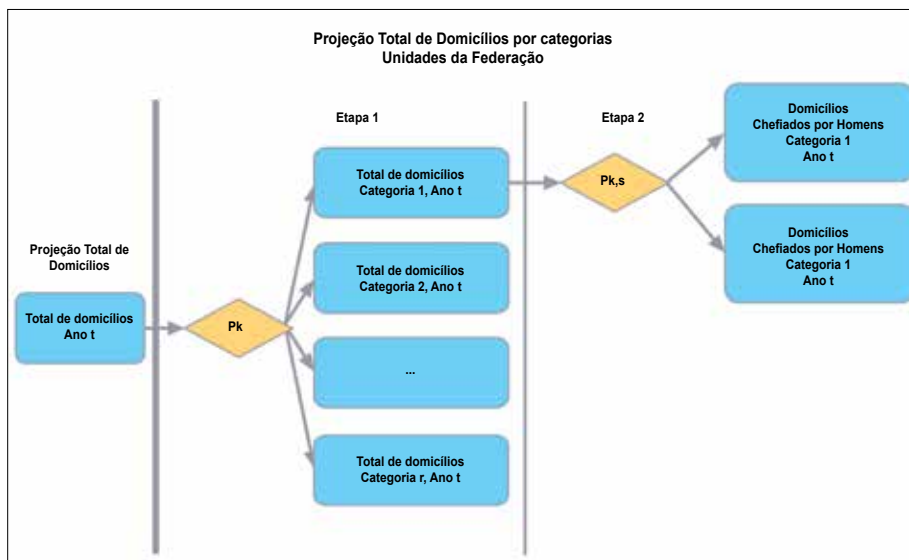 Projeção Total de Domicílios por categorias
Unidades da Federação
Projeção Total de
Domicílios
Total de domicílios
Ano t
Pk
Etapa 1
Total de domicílios
Categoria 1, Ano t
Total de domicílios
Categoria 2, Ano t
...
Total de domicílios
Categoria r, Ano t
Etapa 2
Pk,s
Domicílios
Chefiados por Homens
Categoria 1
Ano t
Domicílios
Chefiados por Homens
Categoria 1
Ano t